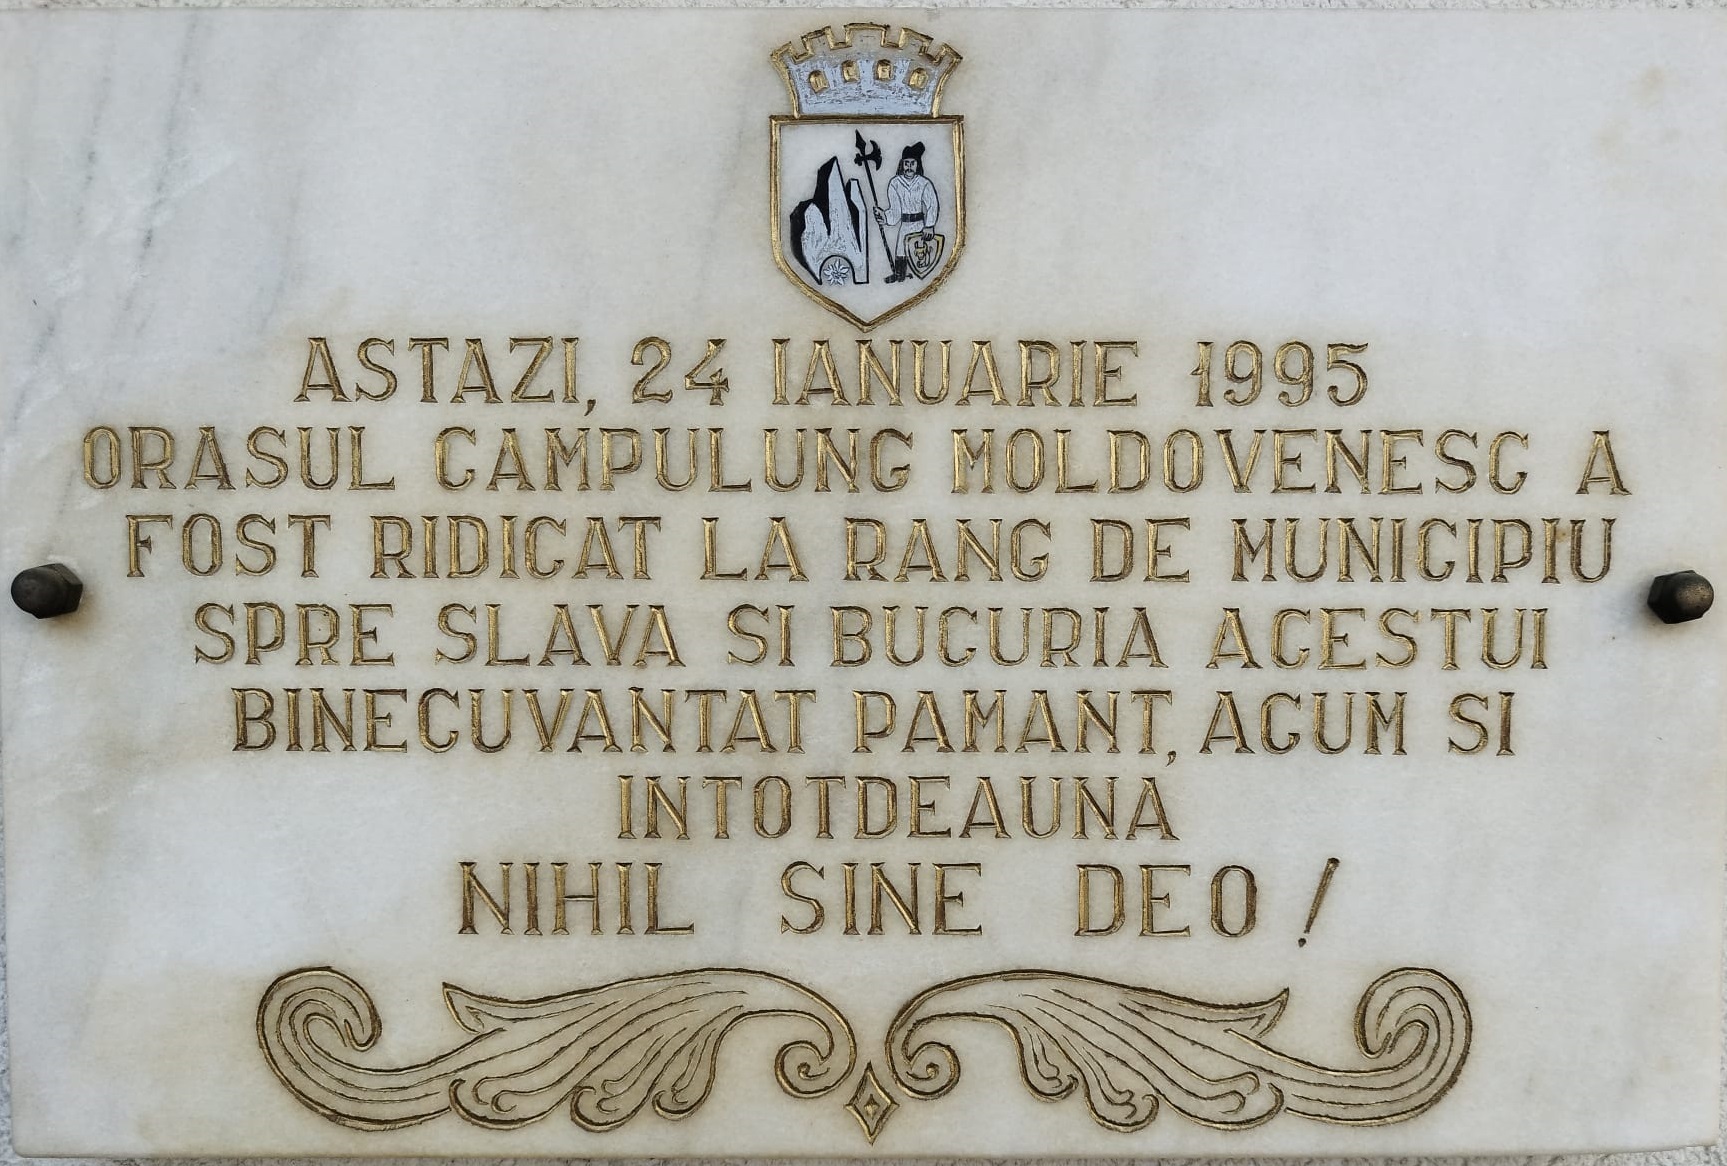 ASTAZI, 24 IANUARIE 1995
ORASUL CAMPULUNG MOLDOVENESC A
FOST RIDICAT LA RANG DE MUNICIPIU
SPRE SLAVA SI BUCURIA ACESTUI
BINECUVANTAT PAMANT, ACUM SI
INTOTDEAUNA
NIHIL SINE DEO!